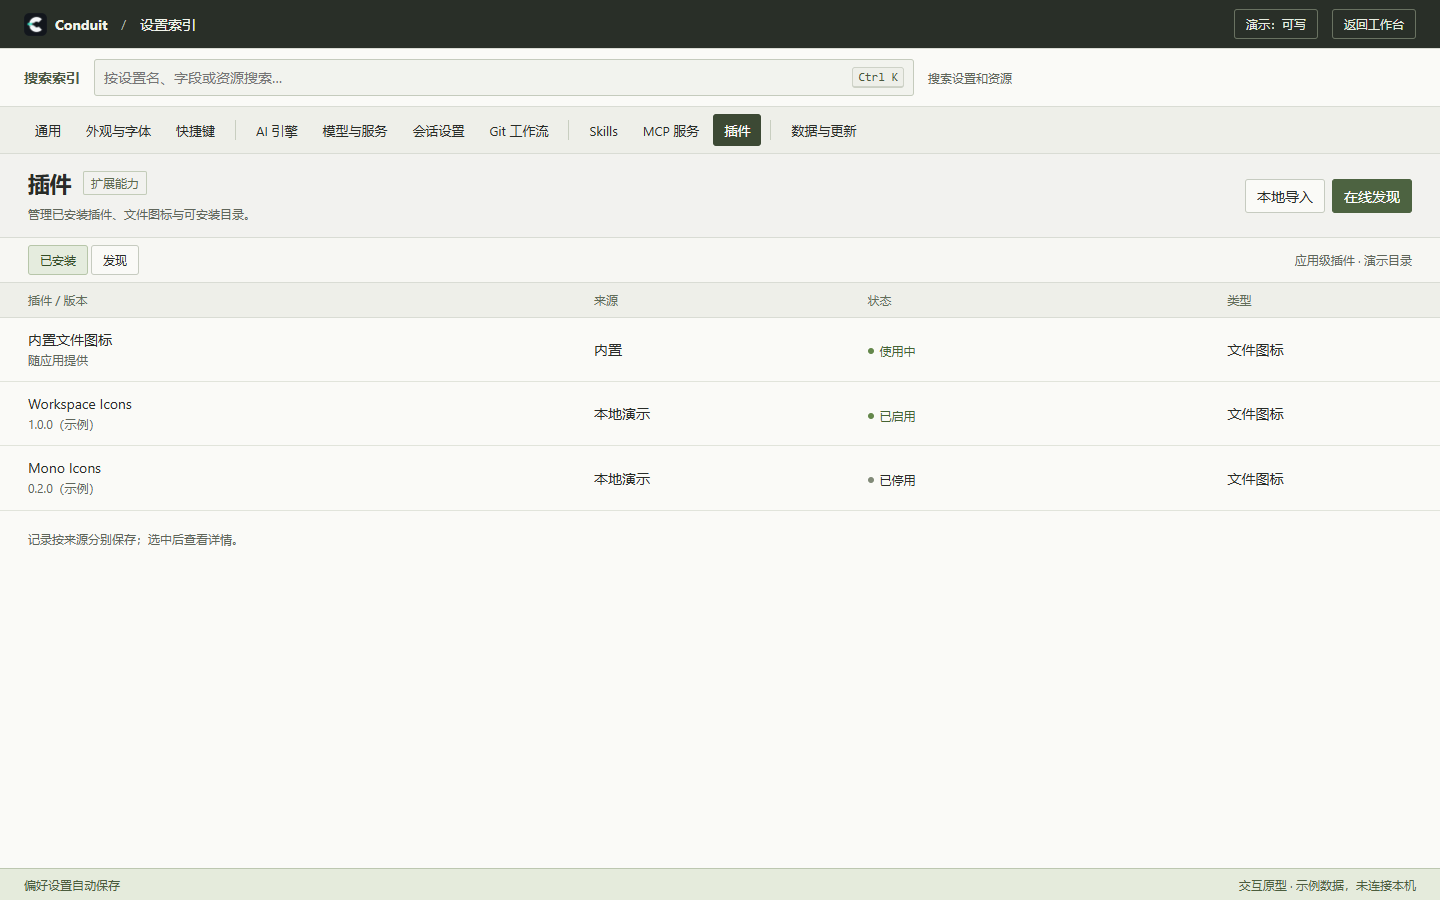 Conduit / 设置索引 演示：可写 返回工作台
搜索索引 按设置名、字段或资源搜索... Ctrl K 搜索设置和资源
通用 外观与字体 快捷键 AI 引擎 模型与服务 会话设置 Git 工作流 Skills MCP 服务 插件 数据与更新
插件 扩展能力
管理已安装插件、文件图标与可安装目录。
本地导入 在线发现
已安装 发现 应用级插件 · 演示目录
插件 / 版本 来源 状态 类型
内置文件图标
随应用提供
内置 使用中 文件图标
Workspace Icons
1.0.0（示例）
本地演示 已启用 文件图标
Mono Icons
0.2.0（示例）
本地演示 已停用 文件图标
记录按来源分别保存；选中后查看详情。
偏好设置自动保存 交互原型 · 示例数据，未连接本机